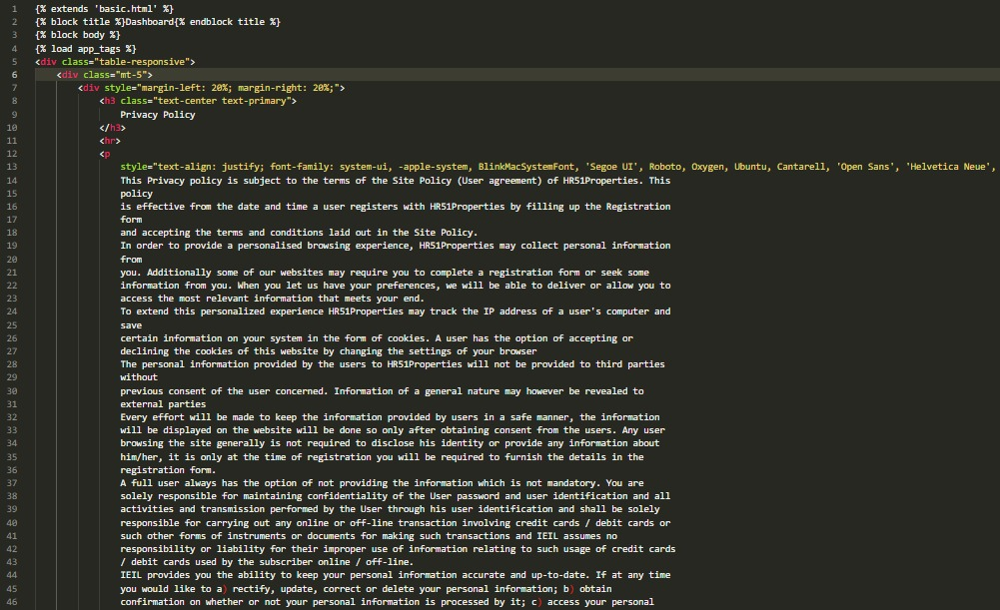 1 {% extends 'basic.html' %}
2 {% block title %}Dashboard{% endblock title %}
3 {% block body %}
4 {% load app_tags %}
5 <div class="table-responsive">
6 <div class="mt-5">
7 <div style="margin-left: 20%; margin-right: 20%;">
8 <h3 class="text-center text-primary">
9 Privacy Policy
10 </h3>
11 <hr>
12 <p
13 style="text-align: justify; font-family: system-ui, -apple-system, BlinkMacSystemFont, 'Segoe UI', Roboto, Oxygen, Ubuntu, Cantarell, 'Open Sans', 'Helvetica Neue',
14 This Privacy policy is subject to the terms of the Site Policy (User agreement) of HR51Properties. This
15 policy
16 is effective from the date and time a user registers with HR51Properties by filling up the Registration
17 form
18 and accepting the terms and conditions laid out in the Site Policy.
19 In order to provide a personalised browsing experience, HR51Properties may collect personal information
20 from
21 you. Additionally some of our websites may require you to complete a registration form or seek some
22 information from you. When you let us have your preferences, we will be able to deliver or allow you to
23 access the most relevant information that meets your end.
24 To extend this personalized experience HR51Properties may track the IP address of a user's computer and
25 save
26 certain information on your system in the form of cookies. A user has the option of accepting or
27 declining the cookies of this website by changing the settings of your browser
28 The personal information provided by the users to HR51Properties will not be provided to third parties
29 without
30 previous consent of the user concerned. Information of a general nature may however be revealed to
31 external parties
32 Every effort will be made to keep the information provided by users in a safe manner, the information
33 will be displayed on the website will be done so only after obtaining consent from the users. Any user
34 browsing the site generally is not required to disclose his identity or provide any information about
35 him/her, it is only at the time of registration you will be required to furnish the details in the
36 registration form.
37 A full user always has the option of not providing the information which is not mandatory. You are
38 solely responsible for maintaining confidentiality of the User password and user identification and all
39 activities and transmission performed by the User through his user identification and shall be solely
40 responsible for carrying out any online or off-line transaction involving credit cards / debit cards or
41 such other forms of instruments or documents for making such transactions and IEIL assumes no
42 responsibility or liability for their improper use of information relating to such usage of credit cards
43 / debit cards used by the subscriber online / off-line.
44 IEIL provides you the ability to keep your personal information accurate and up-to-date. If at any time
45 you would like to a) rectify, update, correct or delete your personal information; b) obtain
46 confirmation on whether or not your personal information is processed by it; c) access your personal